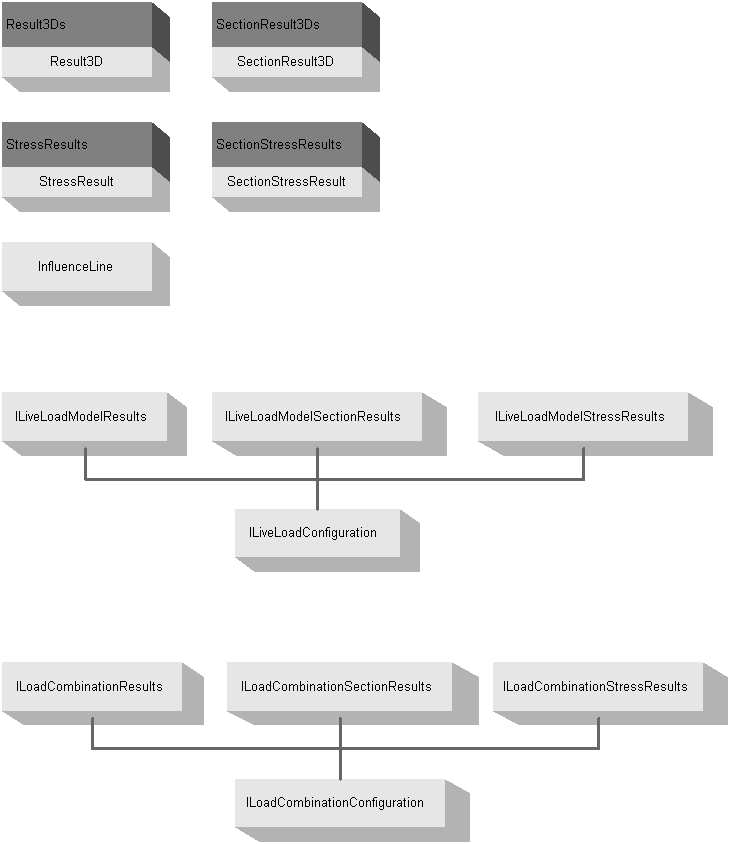 Result3Ds
SectionResult3Ds
Result3D
SectionResult3D
StressResults
SectionStressResults
StressResult
SectionStressResult
InfluenceLine
ILiveLoadModelResults
ILiveLoadModelSectionResults
ILiveLoadModelStressResults
ILiveLoadConfiguration
ILoadCombinationResults
ILoadCombinationSectionResults
ILoadCombinationStressResults
ILoadCombinationConfiguration